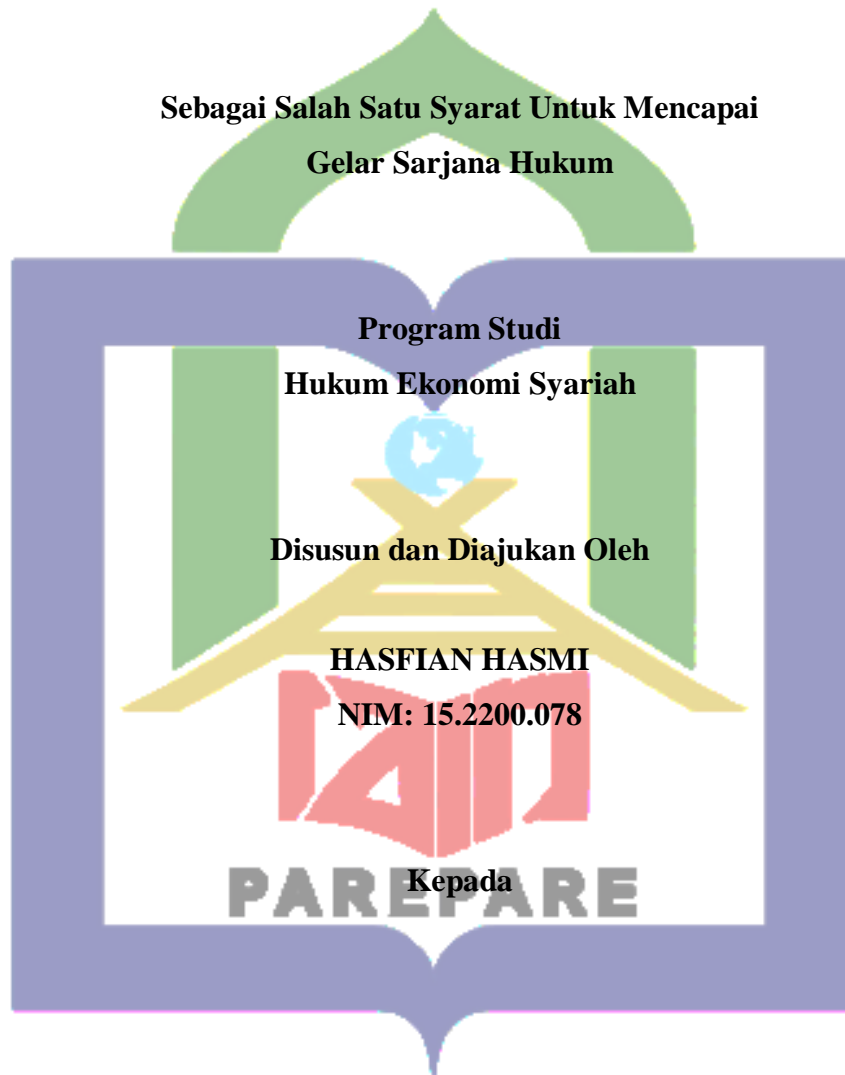 Sebagai Salah Satu Syarat Untuk Mencapai
Gelar Sarjana Hukum
Program Studi
Hukum Ekonomi Syariah
Disusun dan Diajukan Oleh
HASFIAN HASMI
NIM: 15.2200.078
iain
Kepada
PAREPARE